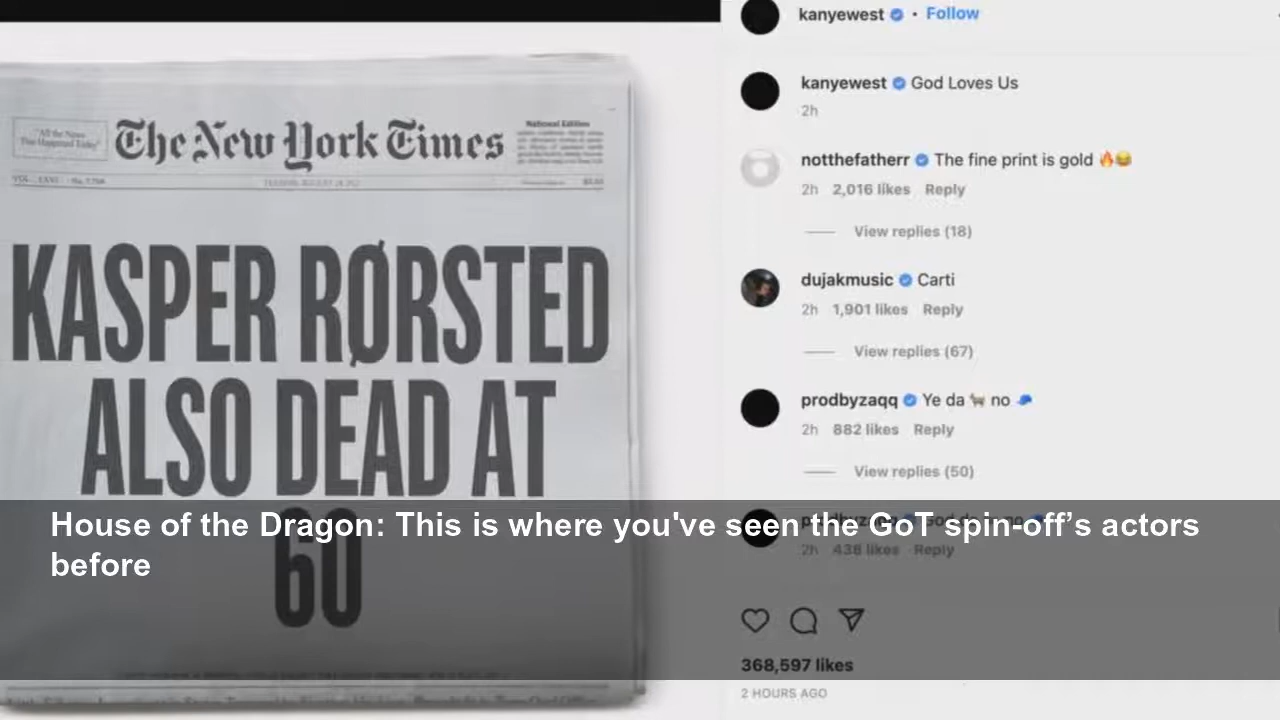 kanyewest · Follow
kanyewest God Loves Us
2h
notthefatherr The fine print is gold 🔥😂
2h 2,016 likes Reply
View replies (18)
dujakmusic Carti
2h 1,901 likes Reply
View replies (67)
prodbyzaqq Ye da 🐐 no 🧢
2h 882 likes Reply
View replies (50)
2h 438 likes Reply
368,597 likes
2 HOURS AGO
"All the News
That Happened Today"
The New York Times
National Edition
KASPER RØRSTED
ALSO DEAD AT
60
House of the Dragon: This is where you've seen the GoT spin-off’s actors
before